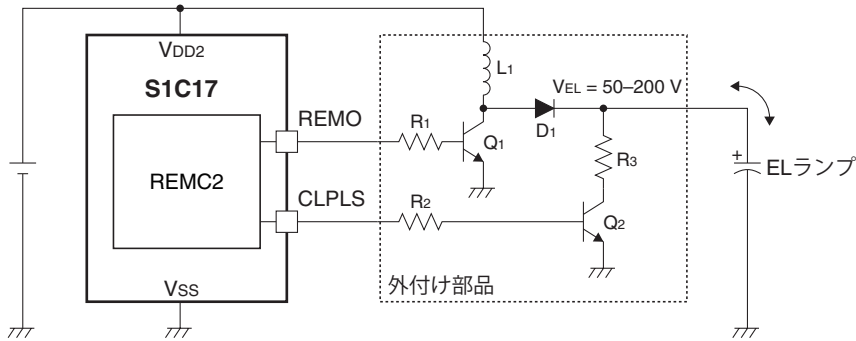 VDD2
S1C17
REMC2
REMO
CLPLS
VSS
R1
R2
L1
Q1
VEL = 50–200 V
D1
R3
Q2
外付け部品
+
ELランプ